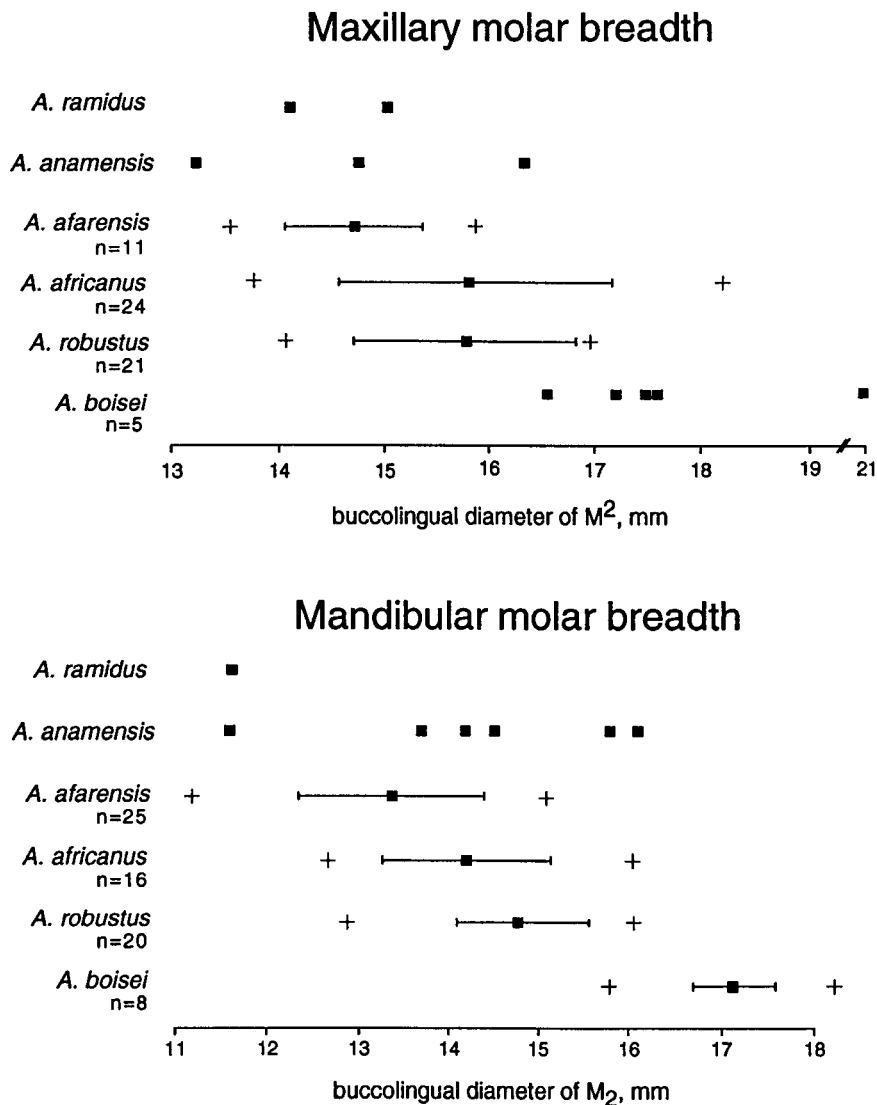 Maxillary molar breadth
A. ramidus
A. anamensis
A. afarensis
n=11
A. africanus
n=24
A. robustus
n=21
A. boisei
n=5
13 14 15 16 17 18 19 21
buccolingual diameter of M², mm
Mandibular molar breadth
A. ramidus
A. anamensis
A. afarensis
n=25
A. africanus
n=16
A. robustus
n=20
A. boisei
n=8
11 12 13 14 15 16 17 18
buccolingual diameter of M₂, mm